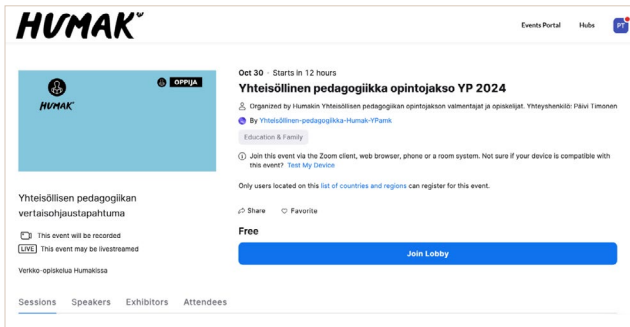 HUMAK
Events Portal
Hubs
PT
HUMAK
OPPIJA
Oct 30 · Starts in 12 hours
Yhteisöllinen pedagogiikka opintojakso YP 2024
Organized by Humakin Yhteisöllisen pedagogiikan opintojakson valmentajat ja opiskelijat. Yhteyshenkilö: Päivi Timonen
By Yhteisöllinen-pedagogiikka-Humak-YPamk
Education & Family
Join this event via the Zoom client, web browser, phone or a room system. Not sure if your device is compatible with
this event? Test My Device
Only users located on this list of countries and regions can register for this event.
Share
Favorite
Free
Join Lobby
Yhteisöllisen pedagogiikan
vertaisohjaustapahtuma
This event will be recorded
LIVE This event may be livestreamed
Verkko-opiskelua Humakissa
Sessions Speakers Exhibitors Attendees